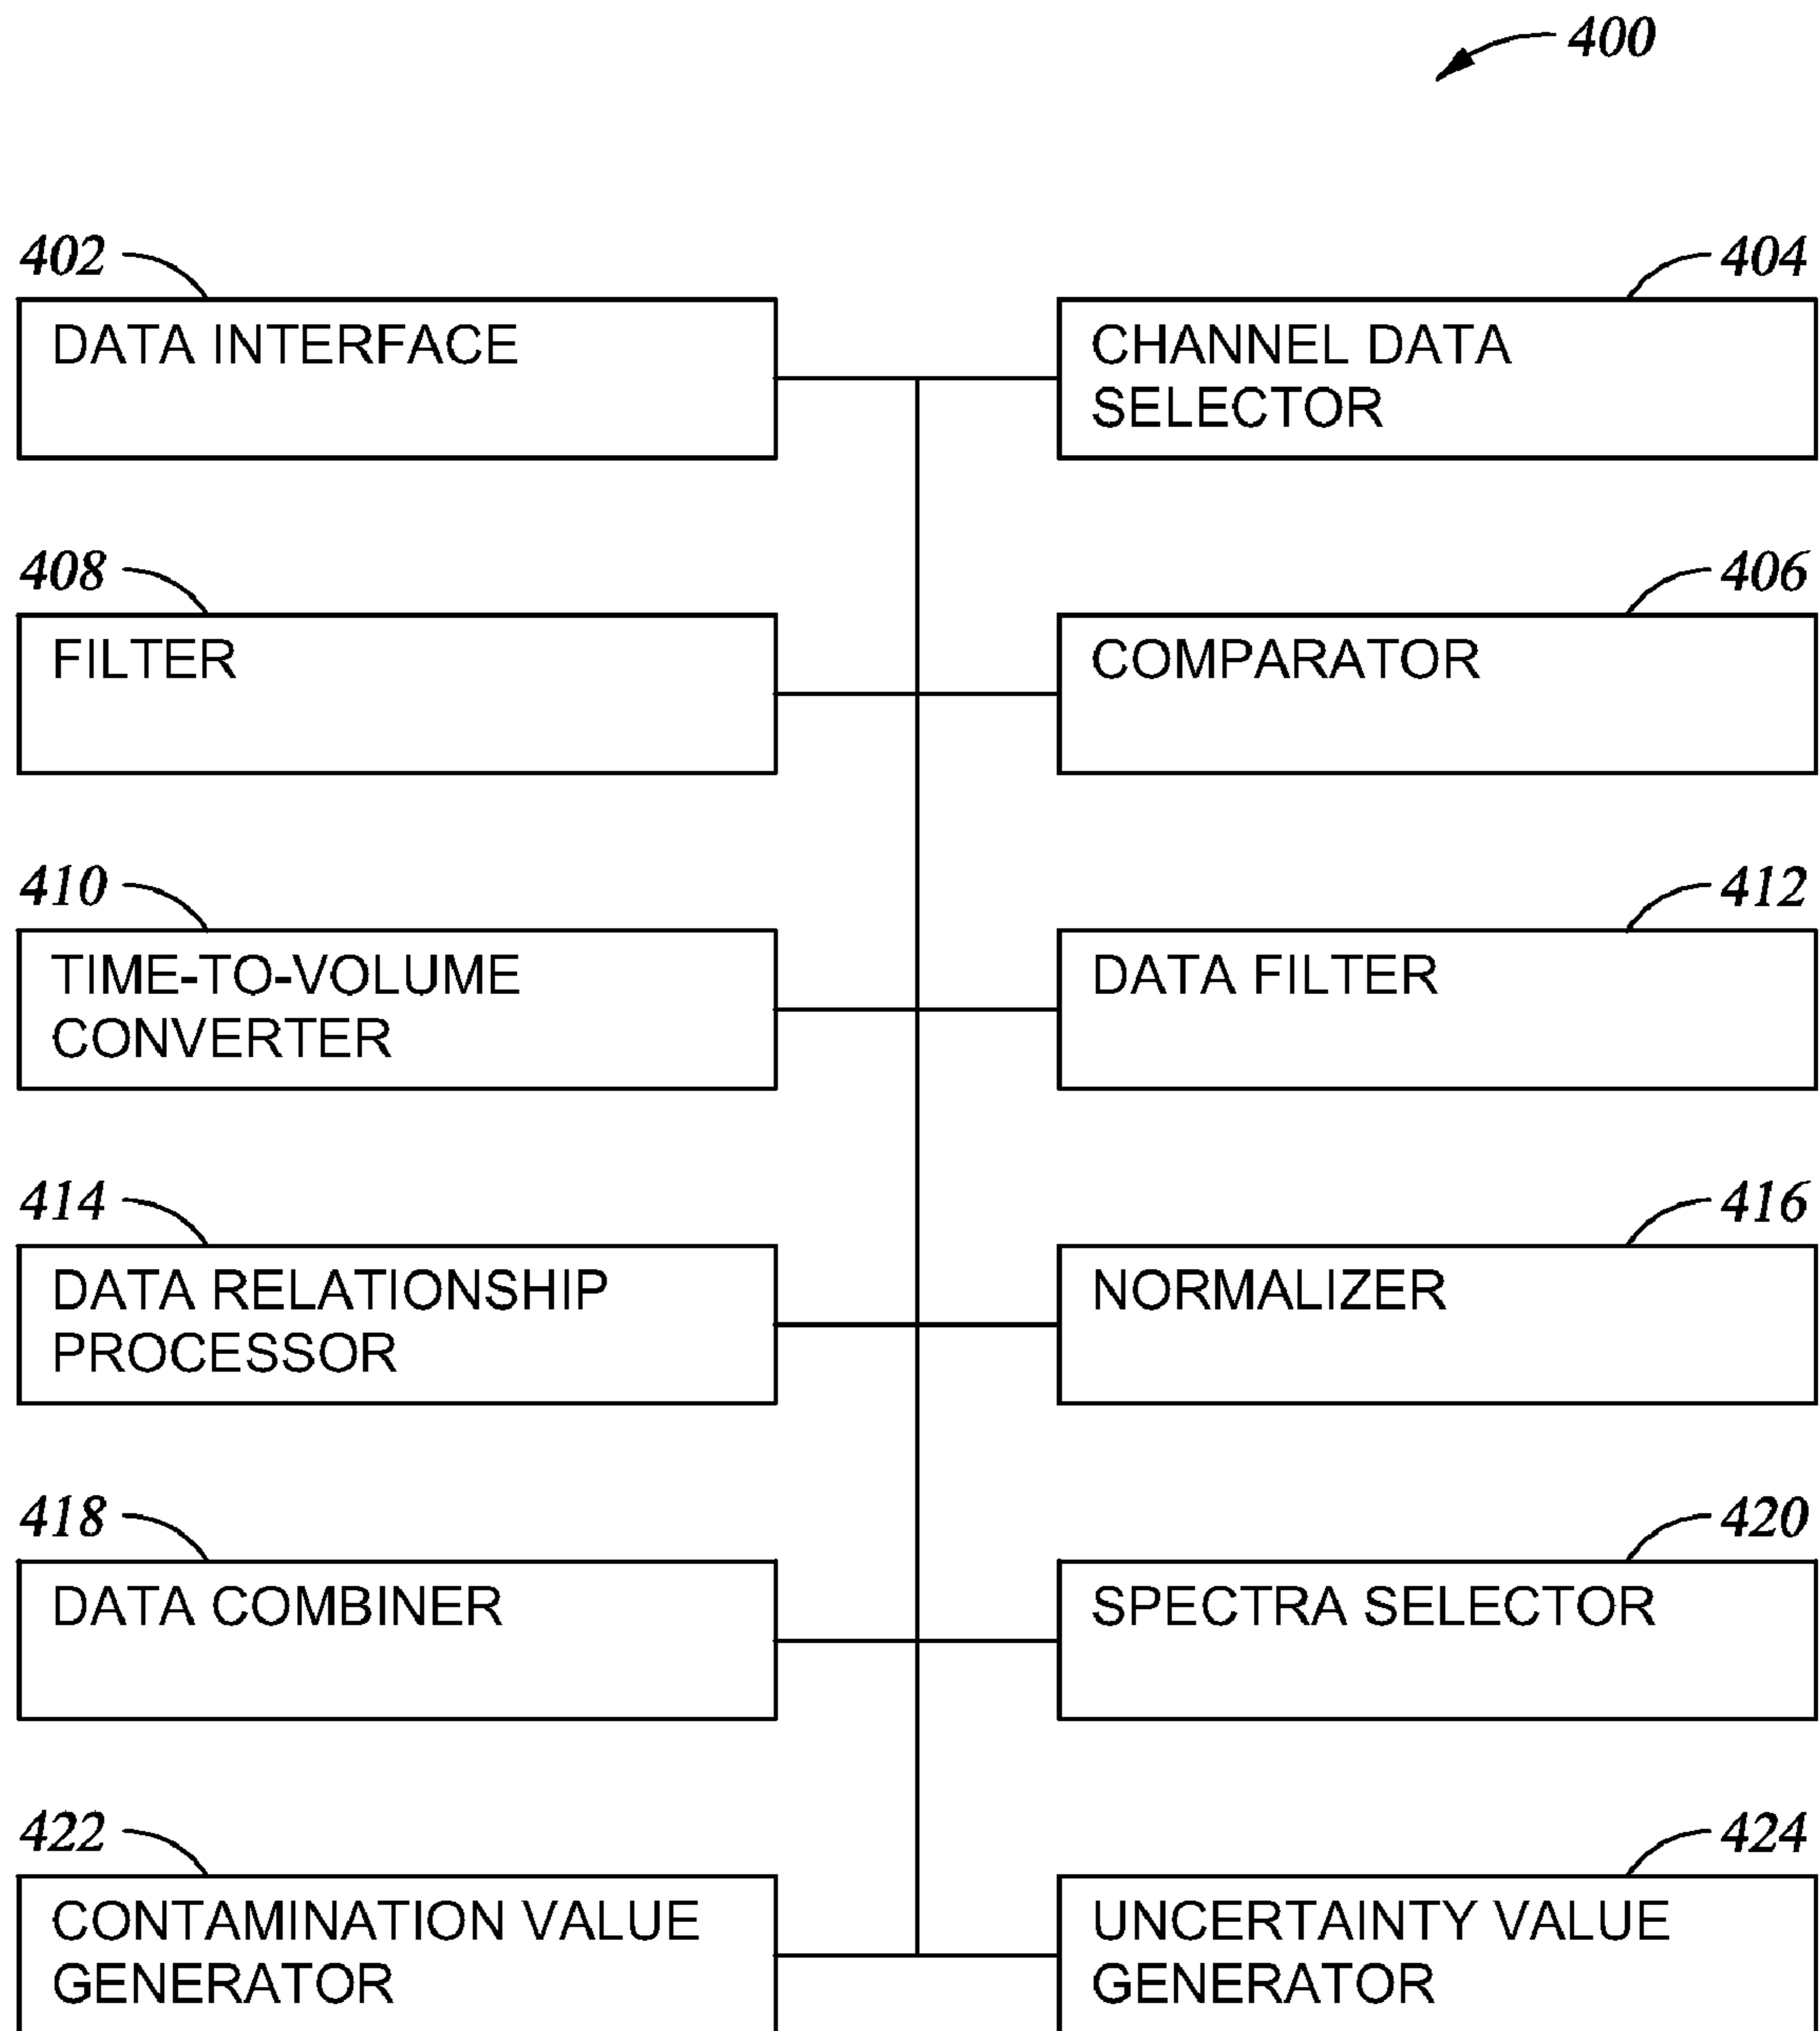 400
402
404
DATA INTERFACE
CHANNEL DATA
SELECTOR
408
406
FILTER
COMPARATOR
410
412
TIME-TO-VOLUME
CONVERTER
DATA FILTER
414
416
DATA RELATIONSHIP
PROCESSOR
NORMALIZER
418
420
DATA COMBINER
SPECTRA SELECTOR
422
424
CONTAMINATION VALUE
GENERATOR
UNCERTAINTY VALUE
GENERATOR